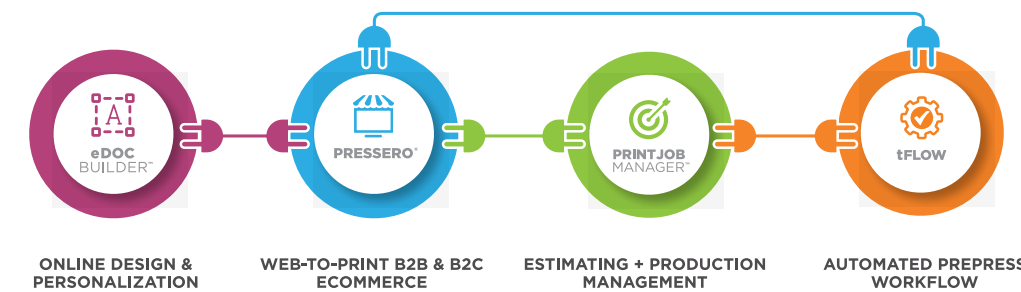 A
eDOC
BUILDER™
PRESSERO®
PRINTJOB
MANAGER™
tFLOW
ONLINE DESIGN &
PERSONALIZATION
WEB-TO-PRINT B2B & B2C
ECOMMERCE
ESTIMATING + PRODUCTION
MANAGEMENT
AUTOMATED PREPRESS
WORKFLOW